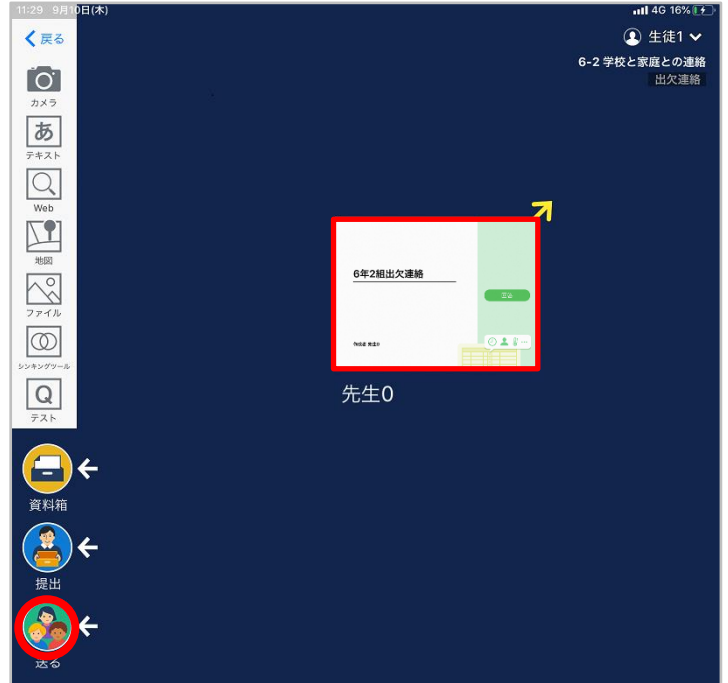 11:29 9月10日(木)
4G 16%
戻る
生徒1
6-2 学校と家庭との連絡
出欠連絡
カメラ
あ
テキスト
Web
地図
ファイル
シンキングツール
Q
テスト
6年2組出欠連絡
先生0
資料箱
提出
送る